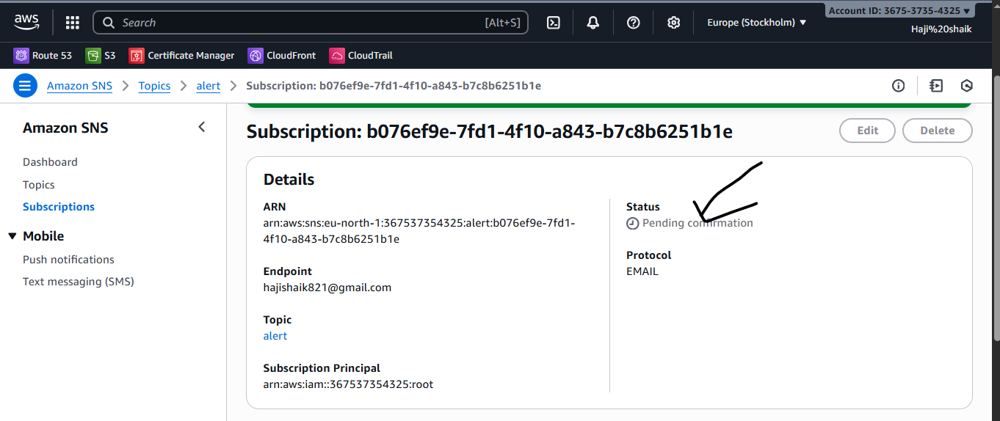 aws
Search
[Alt+S]
Europe (Stockholm)
Account ID: 3675-3735-4325
Haji%20shaik
Route 53
S3
Certificate Manager
CloudFront
CloudTrail
Amazon SNS
Topics
alert
Subscription: b076ef9e-7fd1-4f10-a843-b7c8b6251b1e
Amazon SNS
Dashboard
Topics
Subscriptions
Mobile
Push notifications
Text messaging (SMS)
Subscription: b076ef9e-7fd1-4f10-a843-b7c8b6251b1e
Edit
Delete
Details
ARN
arn:aws:sns:eu-north-1:367537354325:alert:b076ef9e-7fd1-
4f10-a843-b7c8b6251b1e
Endpoint
hajishaik821@gmail.com
Topic
alert
Subscription Principal
arn:aws:iam::367537354325:root
Status
Pending confirmation
Protocol
EMAIL